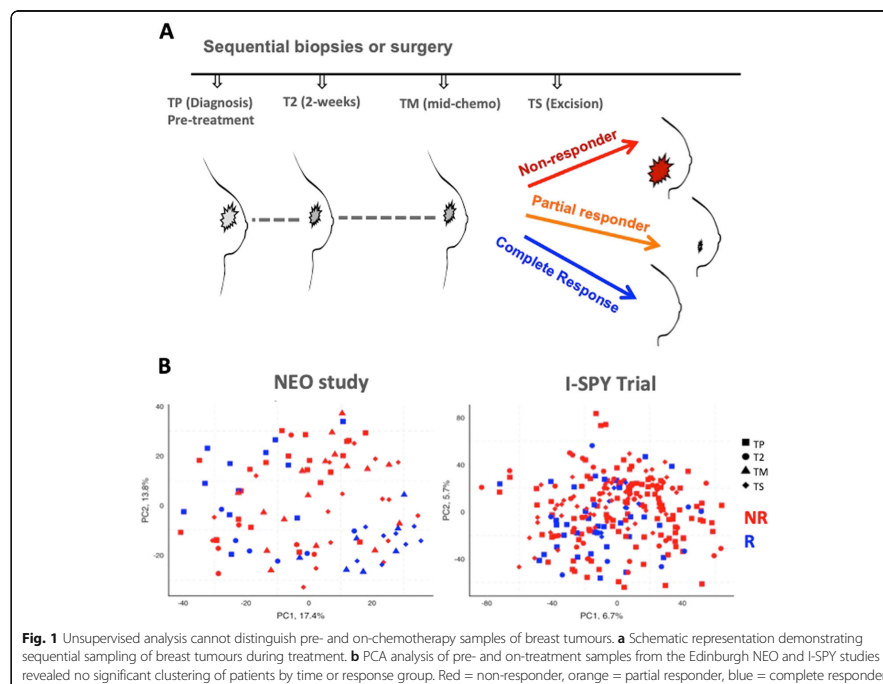 A
Sequential biopsies or surgery
TP (Diagnosis)
Pre-treatment
T2 (2-weeks)
TM (mid-chemo)
TS (Excision)
Non-responder
Partial responder
Complete Response
B
NEO study
I-SPY Trial
40
20
0
-20
PC2, 13.8%
-40
-20
0
20
PC1, 17.4%
80
40
0
-40
PC2, 5.7%
-80
-40
0
40
PC1, 6.7%
TP
T2
TM
TS
NR
R
Fig. 1 Unsupervised analysis cannot distinguish pre- and on-chemotherapy samples of breast tumours. a Schematic representation demonstrating
sequential sampling of breast tumours during treatment. b PCA analysis of pre- and on-treatment samples from the Edinburgh NEO and I-SPY studies
revealed no significant clustering of patients by time or response group. Red = non-responder, orange = partial responder, blue = complete responder